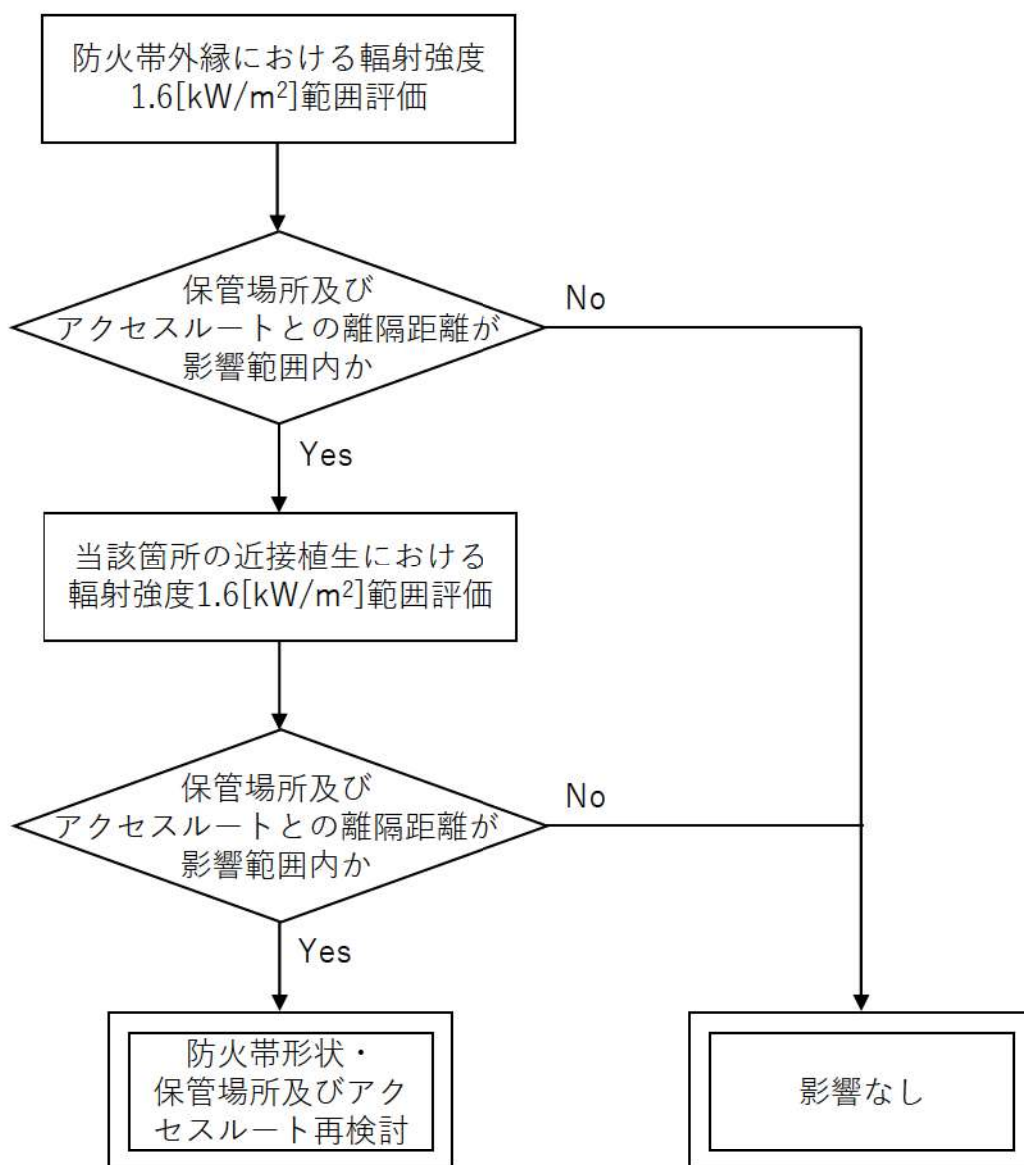 防火帯外縁における輻射強度
1.6[kW/m²]範囲評価
保管場所及び
アクセスルートとの離隔距離が
影響範囲内か
No
Yes
当該箇所の近接植生における
輻射強度1.6[kW/m²]範囲評価
保管場所及び
アクセスルートとの離隔距離が
影響範囲内か
No
Yes
防火帯形状・
保管場所及びアク
セスルート再検討
影響なし